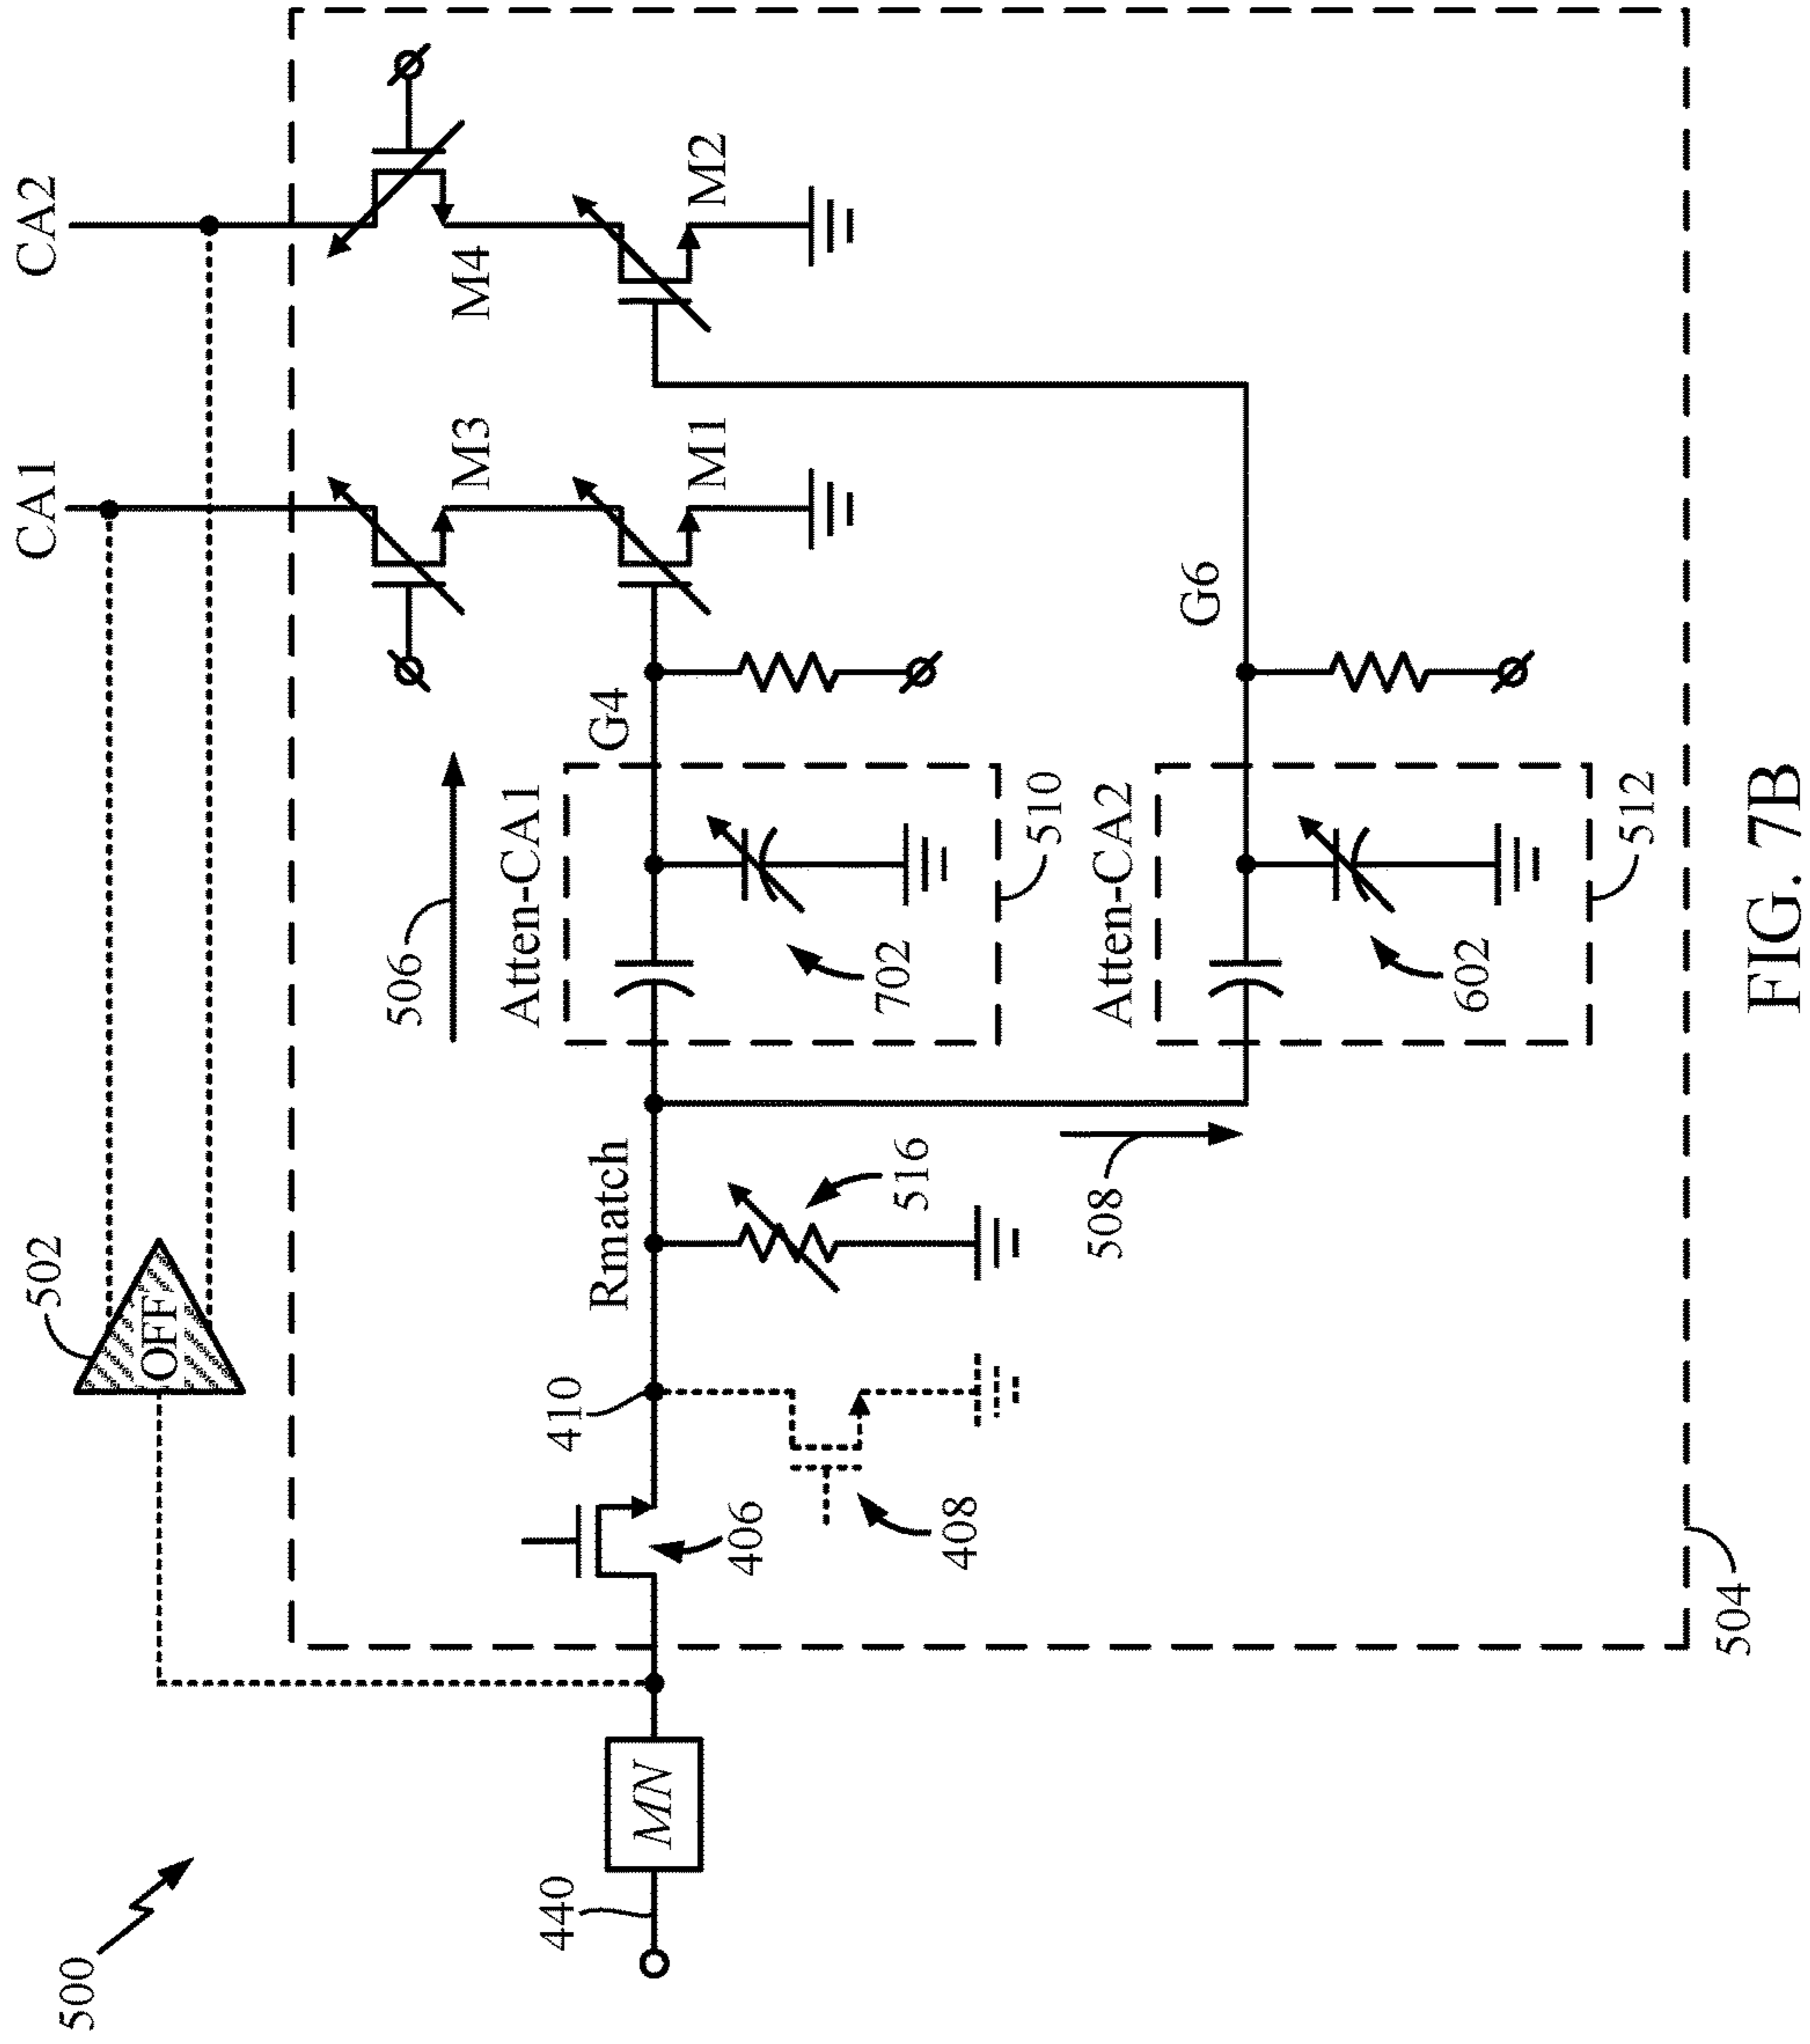 500
502
OFF
CA1
CA2
506
M3
M4
Atten-CA1
G4
M1
M2
Rmatch
410
406
408
516
702
510
508
Atten-CA2
G6
602
512
440
MN
504
FIG. 7B